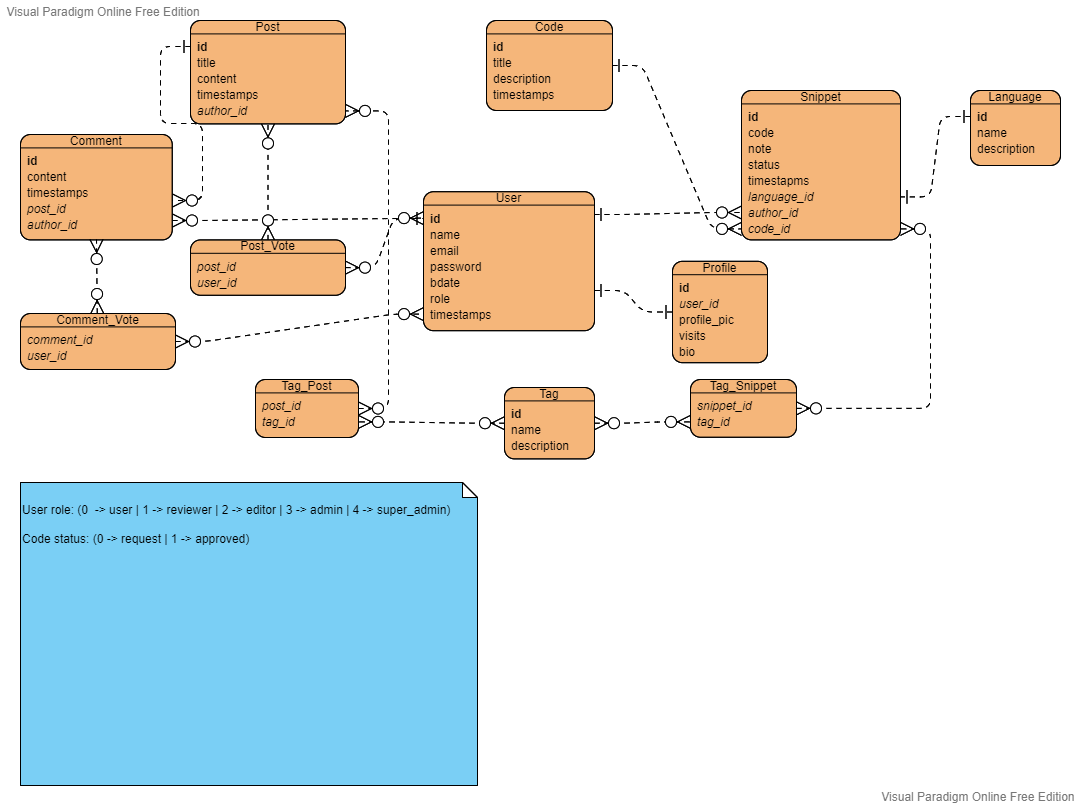 Visual Paradigm Online Free Edition
Post
id
title
content
timestamps
author_id
Code
id
title
description
timestamps
Snippet
id
code
note
status
timestapms
language_id
author_id
code_id
Language
id
name
description
Comment
id
content
timestamps
post_id
author_id
User
id
name
email
password
bdate
role
timestamps
Post_Vote
post_id
user_id
Profile
id
user_id
profile_pic
visits
bio
Comment_Vote
comment_id
user_id
Tag_Post
post_id
tag_id
Tag
id
name
description
Tag_Snippet
snippet_id
tag_id
User role: (0  -> user | 1 -> reviewer | 2 -> editor | 3 -> admin | 4 -> super_admin)
Code status: (0 -> request | 1 -> approved)
Visual Paradigm Online Free Edition